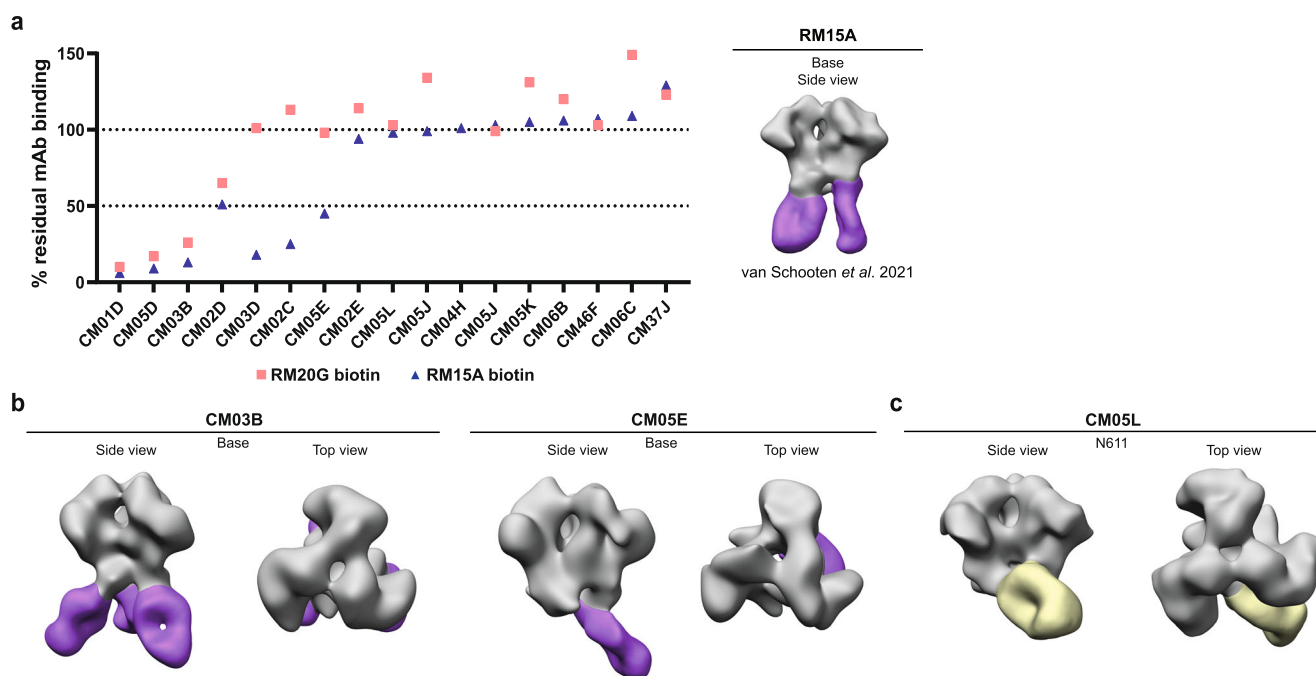 a
% residual mAb binding
150
100
50
0
CM01D
CM05D
CM03B
CM02D
CM03D
CM02C
CM05E
CM02E
CM05L
CM05J
CM04H
CM05J
CM05K
CM06B
CM46F
CM06C
CM37J
RM20G biotin
RM15A biotin
RM15A
Base
Side view
van Schooten et al. 2021
b
CM03B
Side view
Base
Top view
CM05E
Side view
Base
Top view
c
CM05L
Side view
N611
Top view